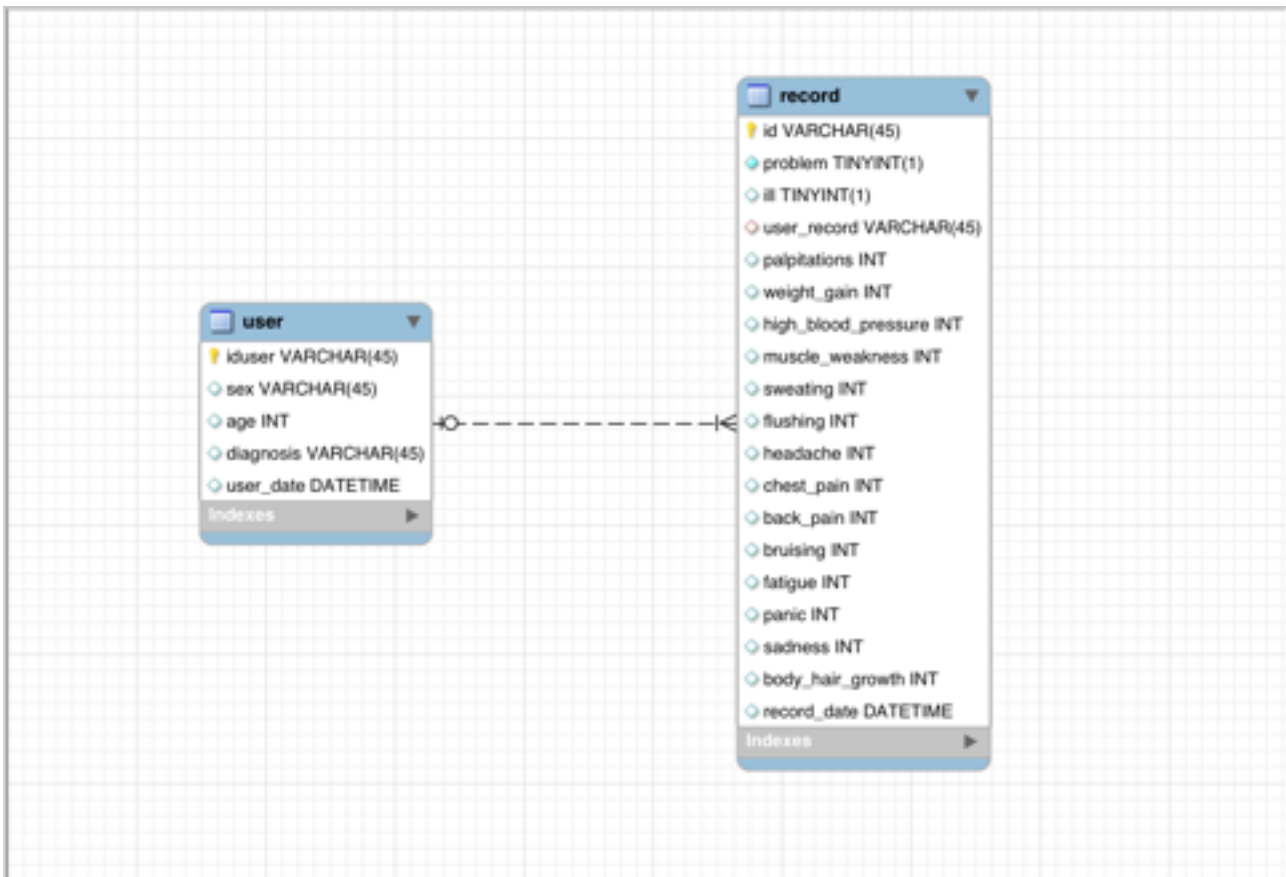 user
iduser VARCHAR(45)
sex VARCHAR(45)
age INT
diagnosis VARCHAR(45)
user_date DATETIME
Indexes
record
id VARCHAR(45)
problem TINYINT(1)
ill TINYINT(1)
user_record VARCHAR(45)
palpitations INT
weight_gain INT
high_blood_pressure INT
muscle_weakness INT
sweating INT
flushing INT
headache INT
chest_pain INT
back_pain INT
bruising INT
fatigue INT
panic INT
sadness INT
body_hair_growth INT
record_date DATETIME
Indexes